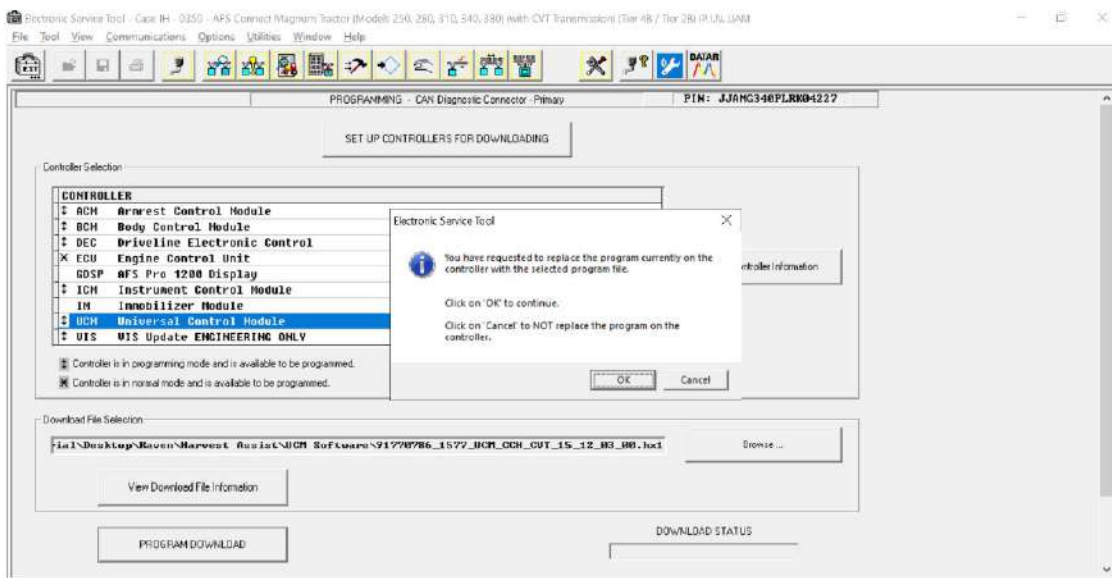 Electronic Service Tool - Case IH - 0350 - AFS Connect Magnum Tractor (Models 250, 280, 310, 340, 380) (with CVT Transmission) (Tier 4B / Tier 2B)
File Tool View Communications Options Utilities Window Help
DATAR
PROGRAMMING - CAN Diagnostic Connector - Primary
PIN: JJAMG340PLRK04227
SET UP CONTROLLERS FOR DOWNLOADING
Controller Selection
CONTROLLER
ACM Armrest Control Module
BCM Body Control Module
DEC Driveline Electronic Control
ECU Engine Control Unit
GDSP AFS Pro 1200 Display
ICM Instrument Control Module
IM Immobilizer Module
UCM Universal Control Module
VIS VIS Update ENGINEERING ONLY
Controller is in programming mode and is available to be programmed.
Controller is in normal mode and is available to be programmed.
Electronic Service Tool
You have requested to replace the program currently on the
controller with the selected program file.
Click on 'OK' to continue.
Click on 'Cancel' to NOT replace the program on the
controller.
OK Cancel
ntroller Information
Download File Selection
rial\Desktop\Raven\Harvest Assist\UCM Software\91770786_1577_UCM_CCH_CVT_15_12_03_00.hx1
Browse ...
View Download File Information
PROGRAM DOWNLOAD
DOWNLOAD STATUS